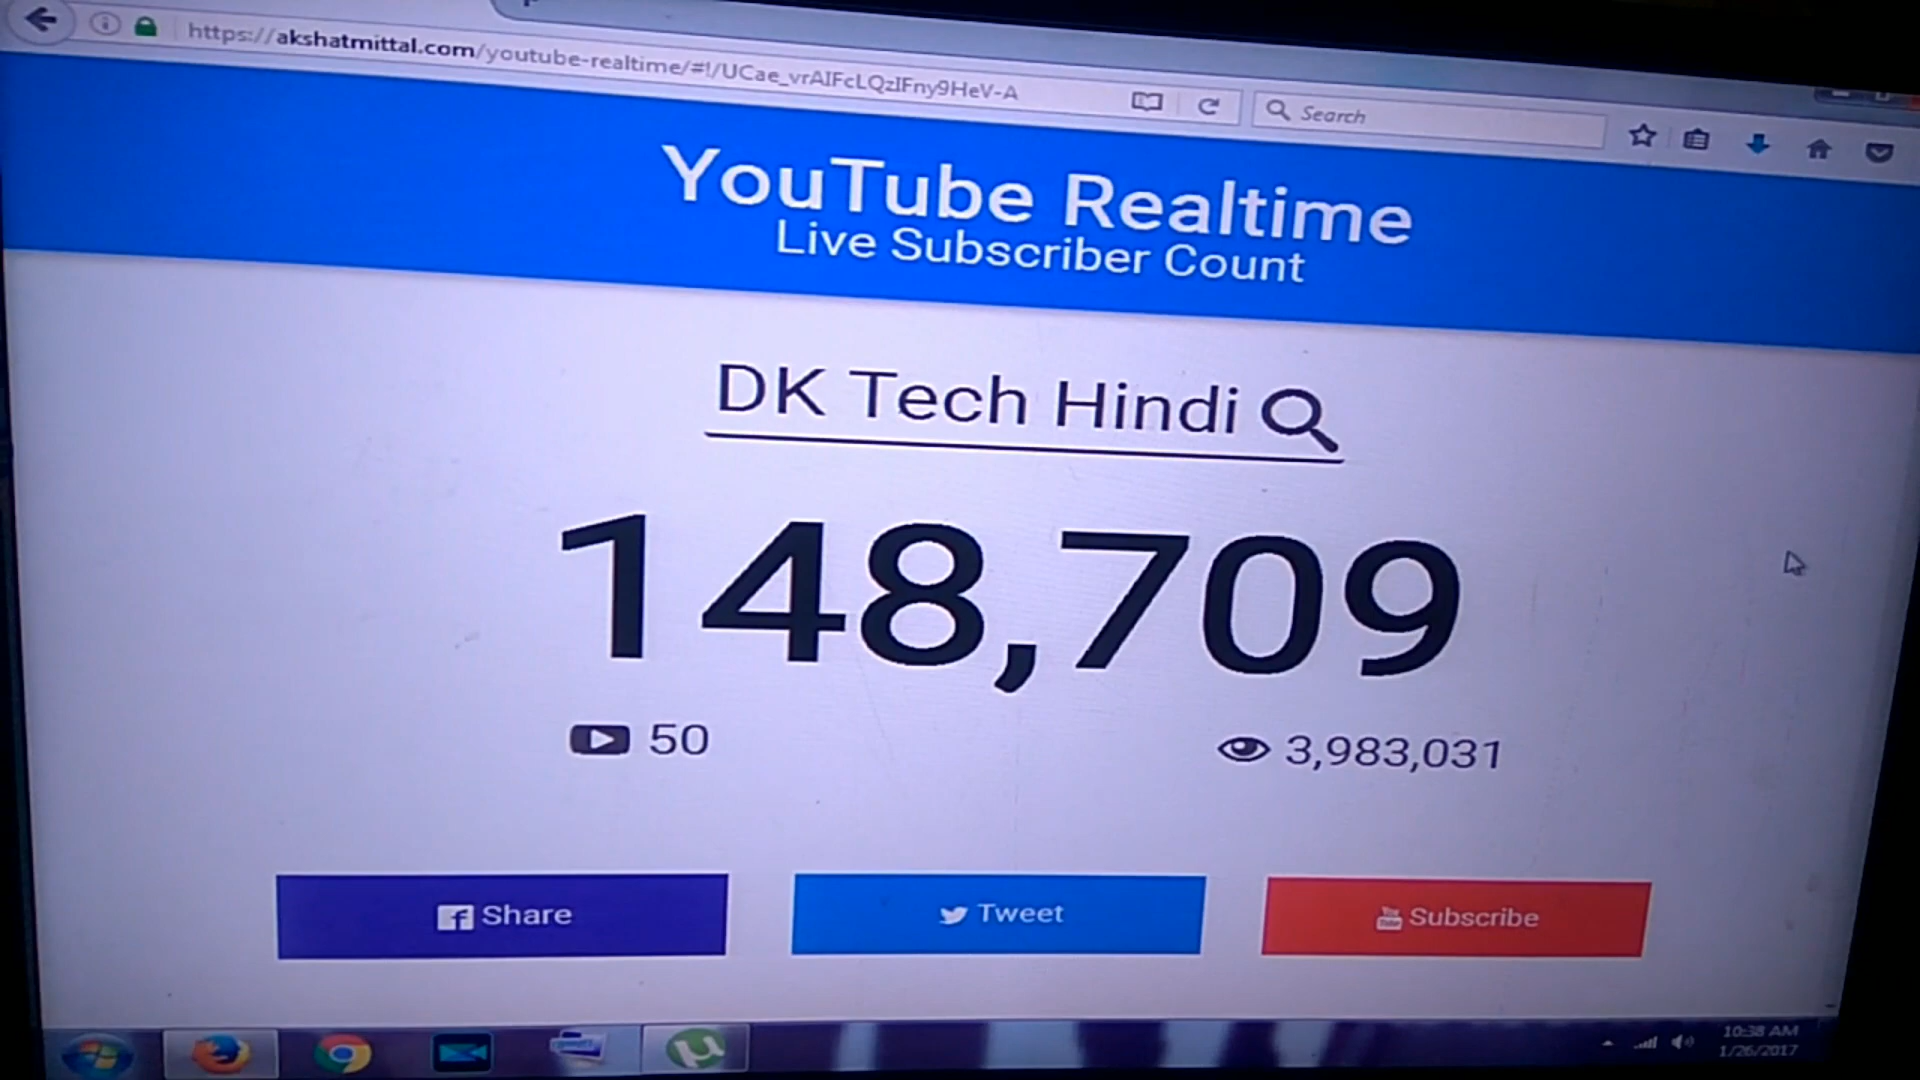 https://akshatmittal.com/youtube-realtime/#!/UCae_vrAIFcLQzIFny9HeV-A
Search
YouTube Realtime
Live Subscriber Count
DK Tech Hindi
148,709
50
3,983,031
Share
Tweet
Subscribe
10:38 AM
1/26/2017